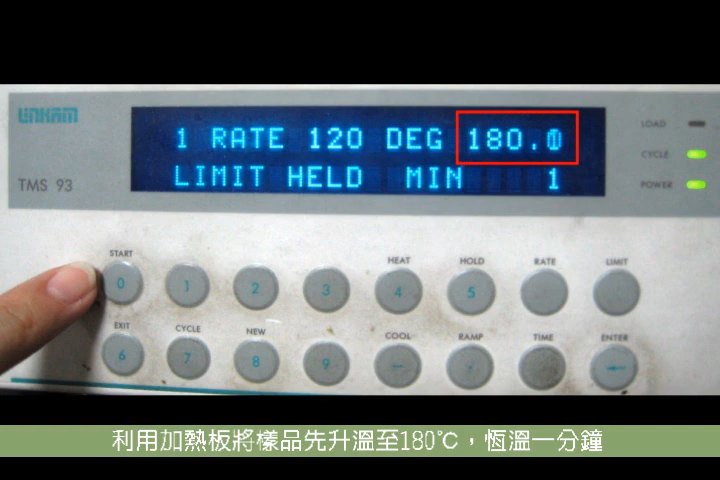 LINKAM
1 RATE 120 DEG 180.0
LIMIT HELD MIN 1
TMS 93
LOAD
CYCLE
POWER
START HEAT HOLD RATE LIMIT
0 1 2 3 4 5
EXIT CYCLE NEW COOL RAMP TIME ENTER
6 7 8 9
利用加熱板將樣品先升溫至180℃，恆溫一分鐘